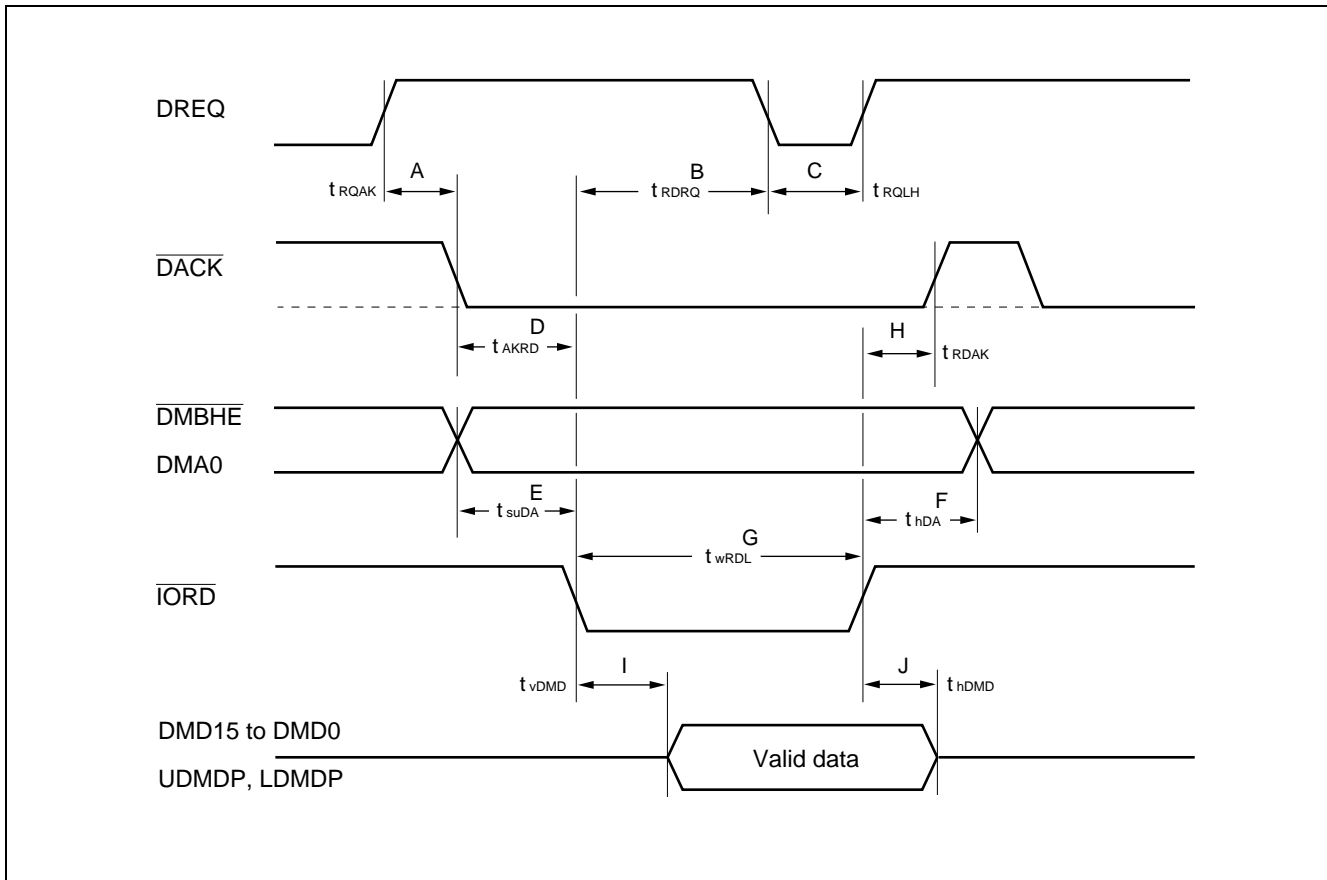 DREQ
A
B
C
t RQAK
t RDRQ
t RQLH
DACK
D
H
t AKRD
t RDAK
DMBHE
DMA0
E
F
t suDA
t hDA
G
t wRDL
IORD
I
J
t vDMD
t hDMD
DMD15 to DMD0
Valid data
UDMDP, LDMDP